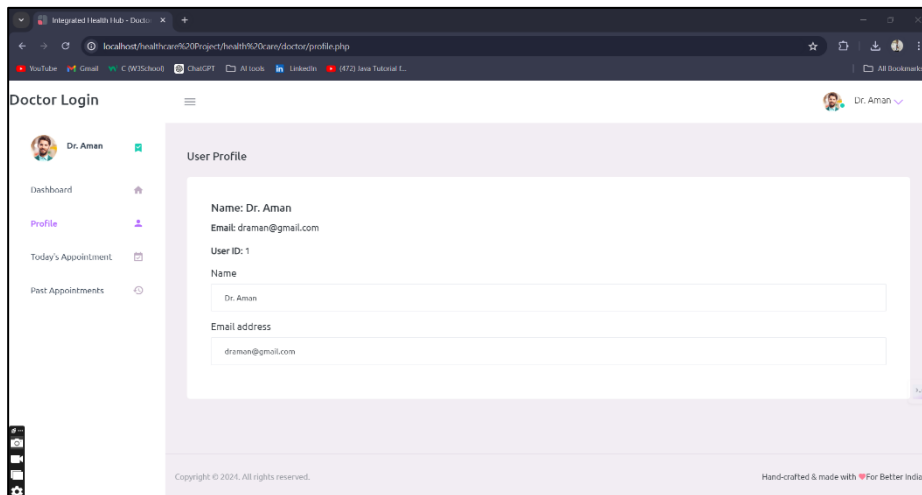 Integrated Health Hub - Docto
localhost/healthcare%20Project/health%20care/doctor/profile.php
YouTube Gmail C (W3School) ChatGPT AI tools LinkedIn (472) Java Tutorial f... All Bookmarks
Doctor Login
Dr. Aman
Dr. Aman
Dashboard
Profile
Today's Appointment
Past Appointments
User Profile
Name: Dr. Aman
Email: draman@gmail.com
User ID: 1
Name
Dr. Aman
Email address
draman@gmail.com
Copyright © 2024. All rights reserved.
Hand-crafted & made with ❤For Better India